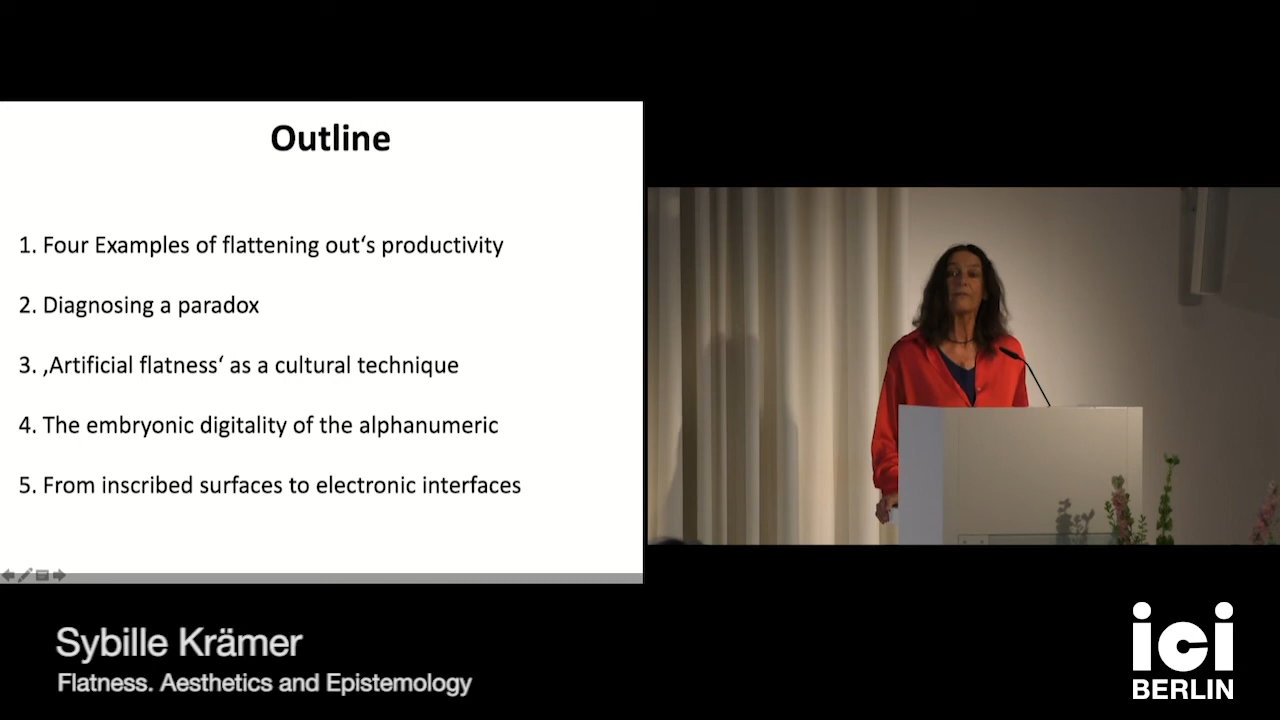 Outline
1. Four Examples of flattening out‘s productivity
2. Diagnosing a paradox
3. ‚Artificial flatness‘ as a cultural technique
4. The embryonic digitality of the alphanumeric
5. From inscribed surfaces to electronic interfaces
Sybille Krämer
Flatness. Aesthetics and Epistemology
ici
BERLIN